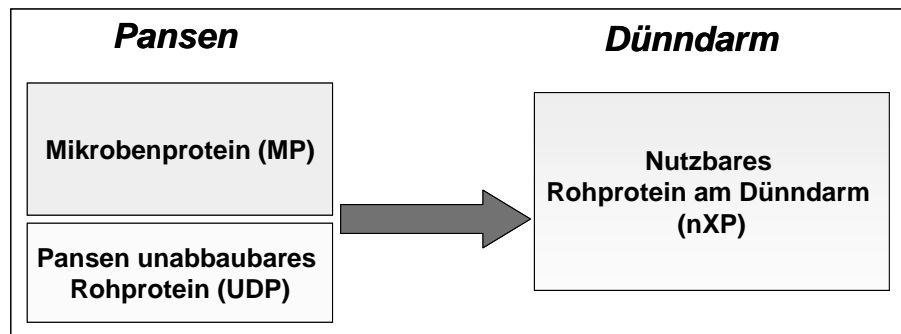 Pansen
Dünndarm
Mikrobenprotein (MP)
Pansen unabbaubares
Rohprotein (UDP)
Nutzbares
Rohprotein am Dünndarm
(nXP)